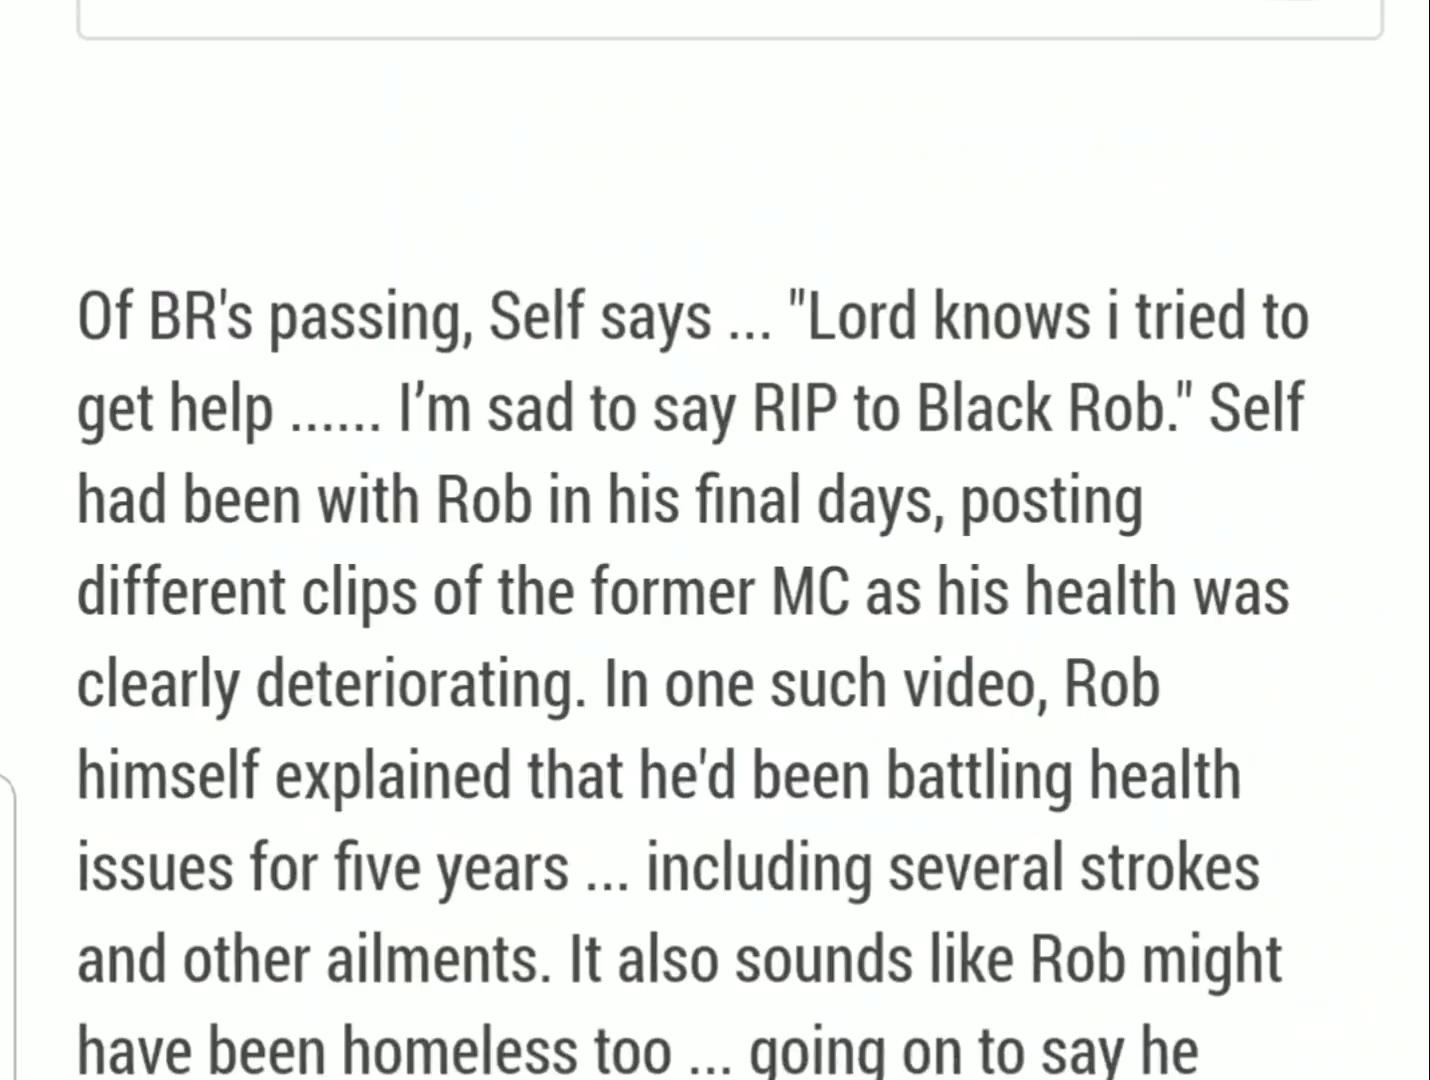 Of BR's passing, Self says ... "Lord knows i tried to
get help ...... I’m sad to say RIP to Black Rob." Self
had been with Rob in his final days, posting
different clips of the former MC as his health was
clearly deteriorating. In one such video, Rob
himself explained that he'd been battling health
issues for five years ... including several strokes
and other ailments. It also sounds like Rob might
have been homeless too ... going on to say he